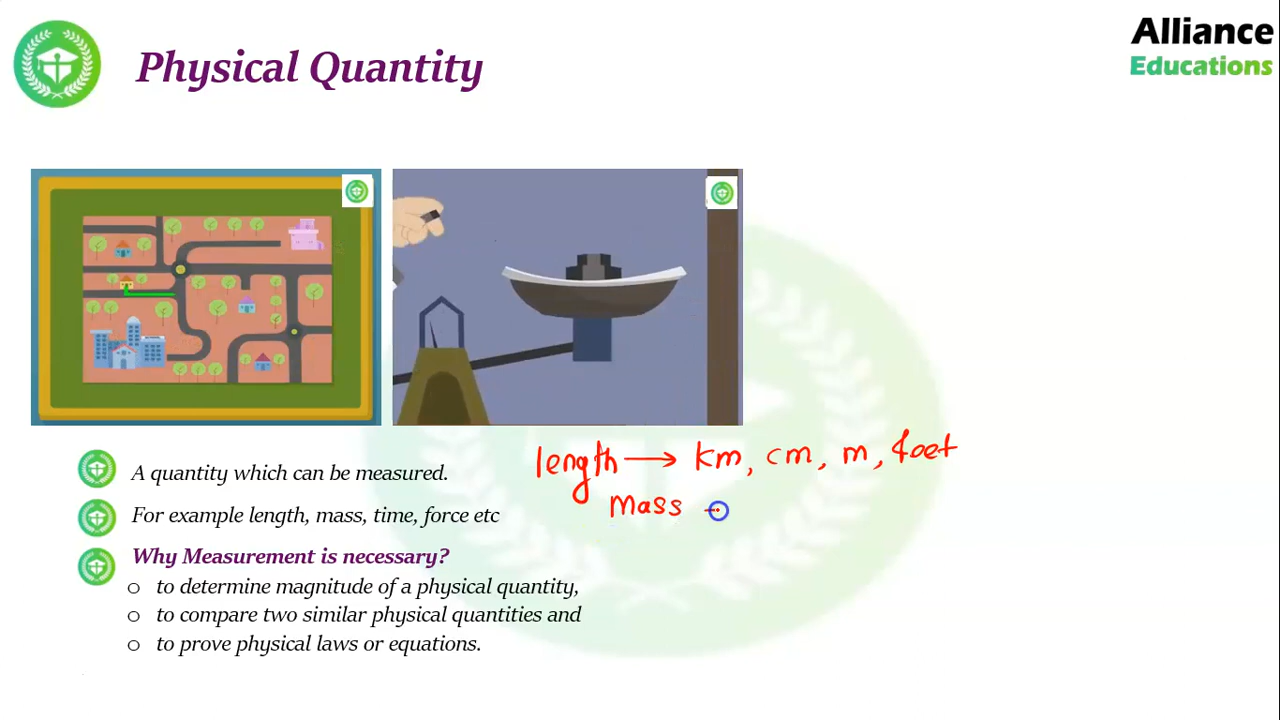 Physical Quantity
Alliance
Educations
A quantity which can be measured.
For example length, mass, time, force etc
Why Measurement is necessary?
o to determine magnitude of a physical quantity,
o to compare two similar physical quantities and
o to prove physical laws or equations.
length → km, cm, m, feet
mass -